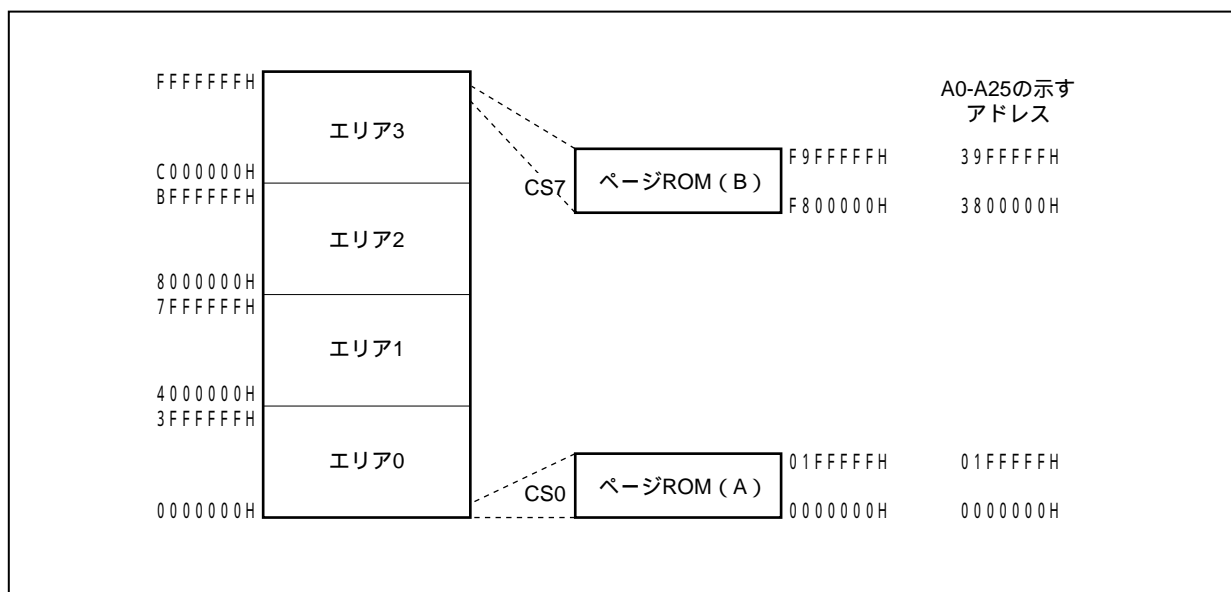 A0-A25の示す
アドレス
FFFFFFFH
エリア3
C000000H
BFFFFFFH
エリア2
8000000H
7FFFFFFH
エリア1
4000000H
3FFFFFFH
エリア0
0000000H
CS7
ページROM（B）
F9FFFFFH
39FFFFFH
F800000H
3800000H
CS0
ページROM（A）
01FFFFFH
01FFFFFH
0000000H
0000000H